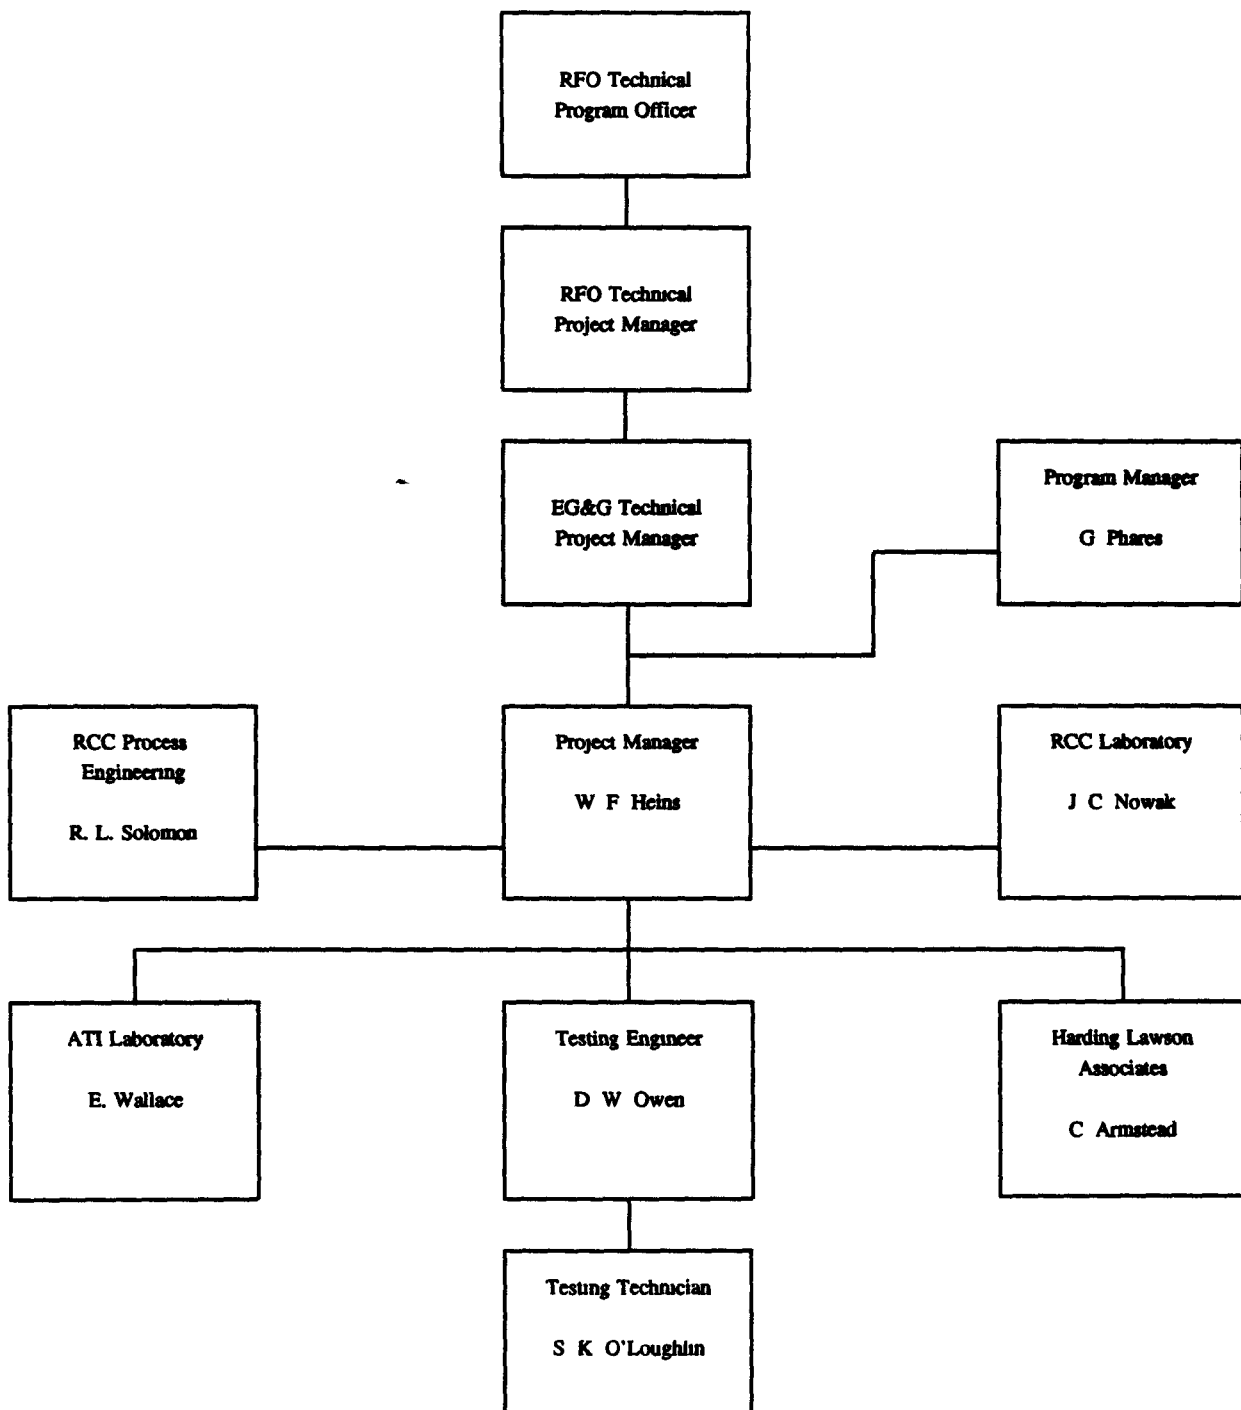 RFO Technical
Program Officer
RFO Technical
Project Manager
EG&G Technical
Project Manager
Program Manager
G Phares
RCC Process
Engineering
R. L. Solomon
Project Manager
W F Heins
RCC Laboratory
J C Nowak
ATI Laboratory
E. Wallace
Testing Engineer
D W Owen
Harding Lawson
Associates
C Armstead
Testing Technician
S K O'Loughlin